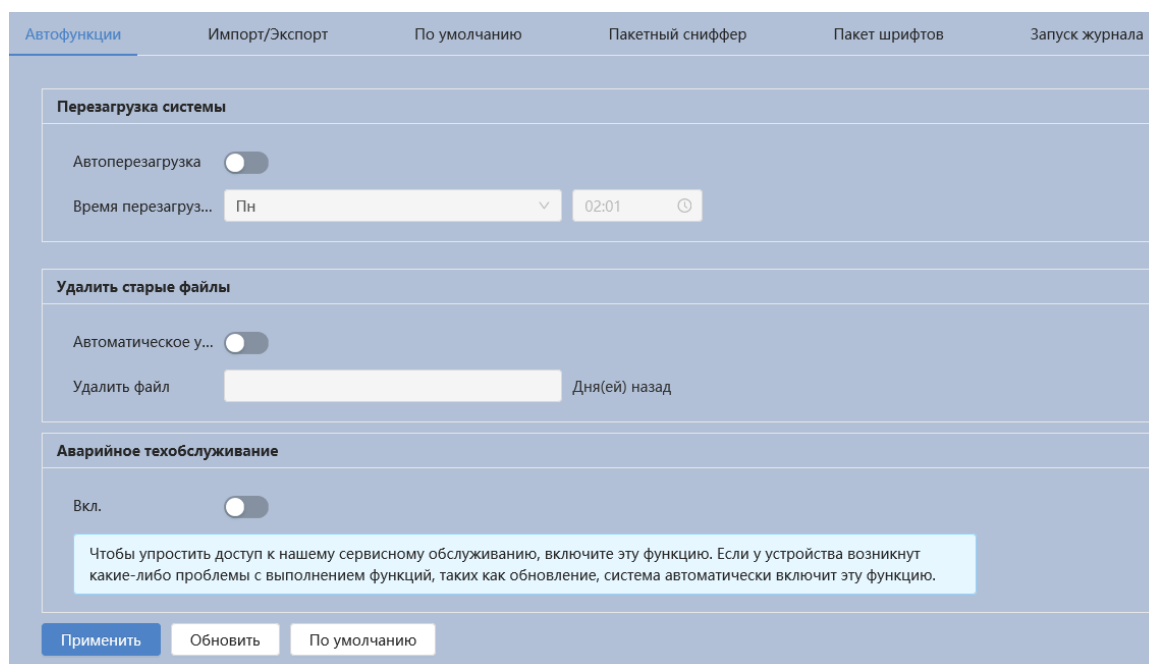 Автофункции Импорт/Экспорт По умолчанию Пакетный сниффер Пакет шрифтов Запуск журнала
Перезагрузка системы
Автоперезагрузка
Время перезагруз... Пн 02:01
Удалить старые файлы
Автоматическое у...
Удалить файл Дня(ей) назад
Аварийное техобслуживание
Вкл.
Чтобы упростить доступ к нашему сервисному обслуживанию, включите эту функцию. Если у устройства возникнут
какие-либо проблемы с выполнением функций, таких как обновление, система автоматически включит эту функцию.
Применить Обновить По умолчанию